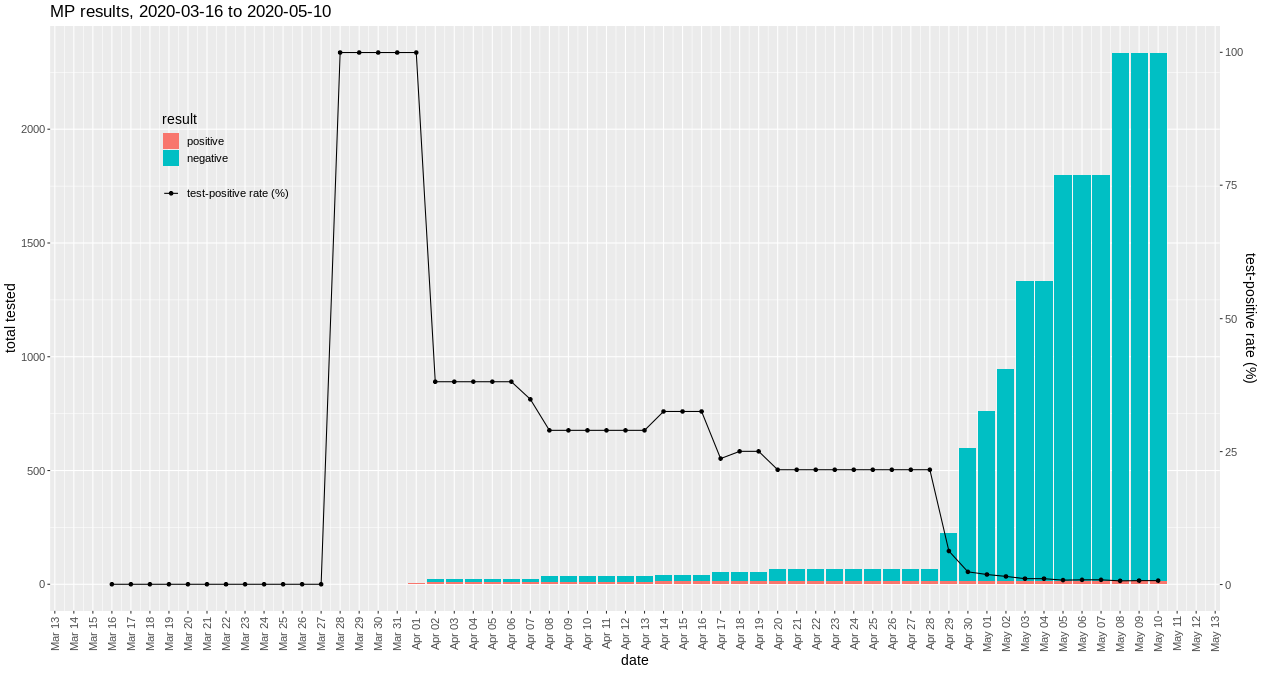 MP results, 2020-03-16 to 2020-05-10
total tested
2000
1500
1000
500
0
result
positive
negative
test-positive rate (%)
100
75
50
25
0
test-positive rate (%)
Mar 13
Mar 14
Mar 15
Mar 16
Mar 17
Mar 18
Mar 19
Mar 20
Mar 21
Mar 22
Mar 23
Mar 24
Mar 25
Mar 26
Mar 27
Mar 28
Mar 29
Mar 30
Mar 31
Apr 01
Apr 02
Apr 03
Apr 04
Apr 05
Apr 06
Apr 07
Apr 08
Apr 09
Apr 10
Apr 11
Apr 12
Apr 13
Apr 14
Apr 15
Apr 16
Apr 17
Apr 18
Apr 19
Apr 20
Apr 21
Apr 22
Apr 23
Apr 24
Apr 25
Apr 26
Apr 27
Apr 28
Apr 29
Apr 30
May 01
May 02
May 03
May 04
May 05
May 06
May 07
May 08
May 09
May 10
May 11
May 12
May 13
date